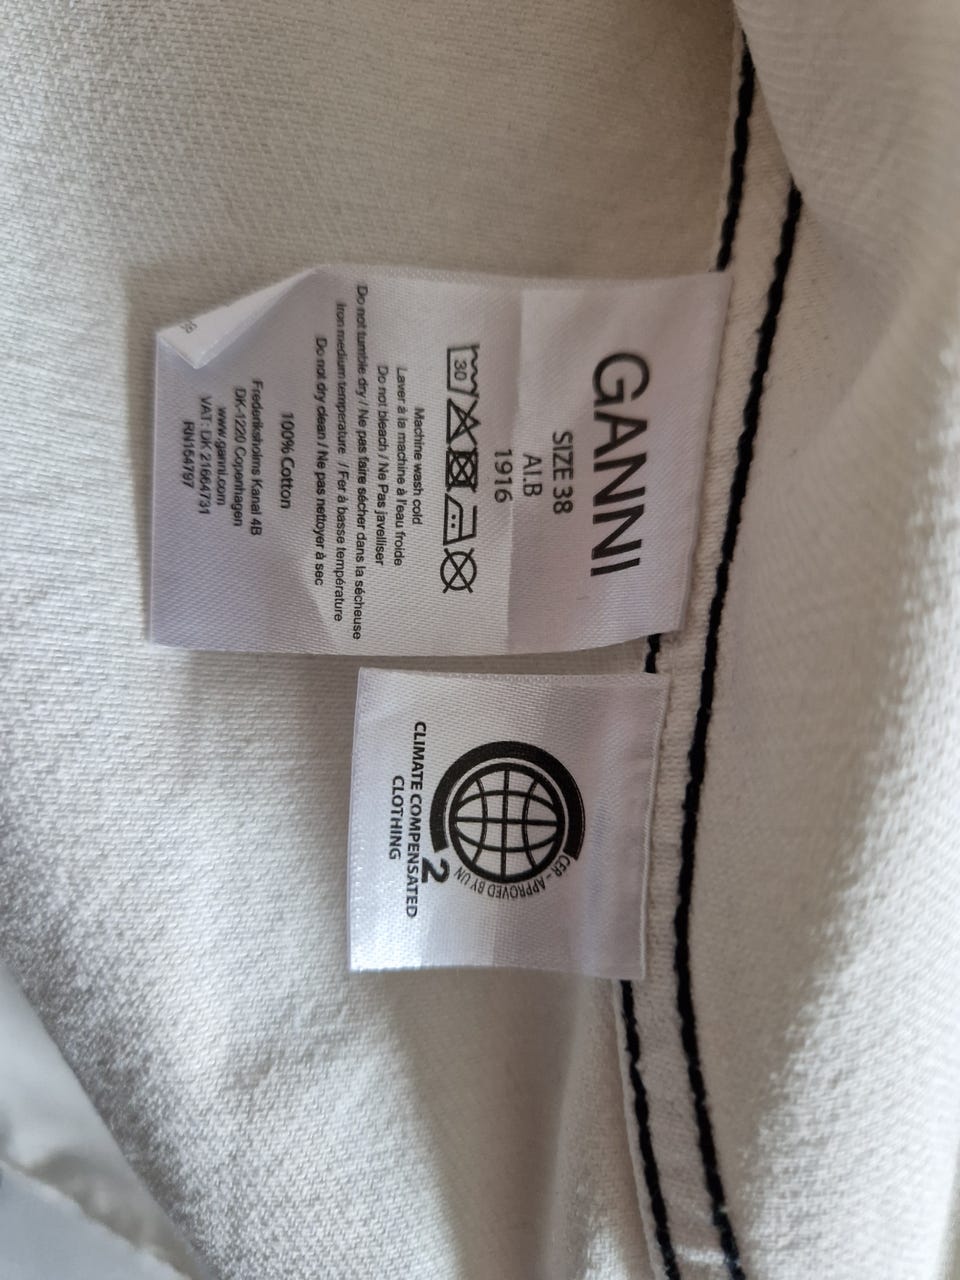 GANNI
SIZE 38
AI.B
1916
30
Machine wash cold
Laver à la machine à l'eau froide
Do not bleach / Ne Pas javelliser
Do not tumble dry / Ne pas faire sécher dans la sécheuse
Iron medium temperature / Fer à basse température
Do not dry clean / Ne pas nettoyer à sec
100% Cotton
Frederiksholms Kanal 4B
DK-1220 Copenhagen
www.ganni.com
VAT: DK 21664731
RN164797
CER - APPROVED BY UN
2
CLIMATE COMPENSATED
CLOTHING